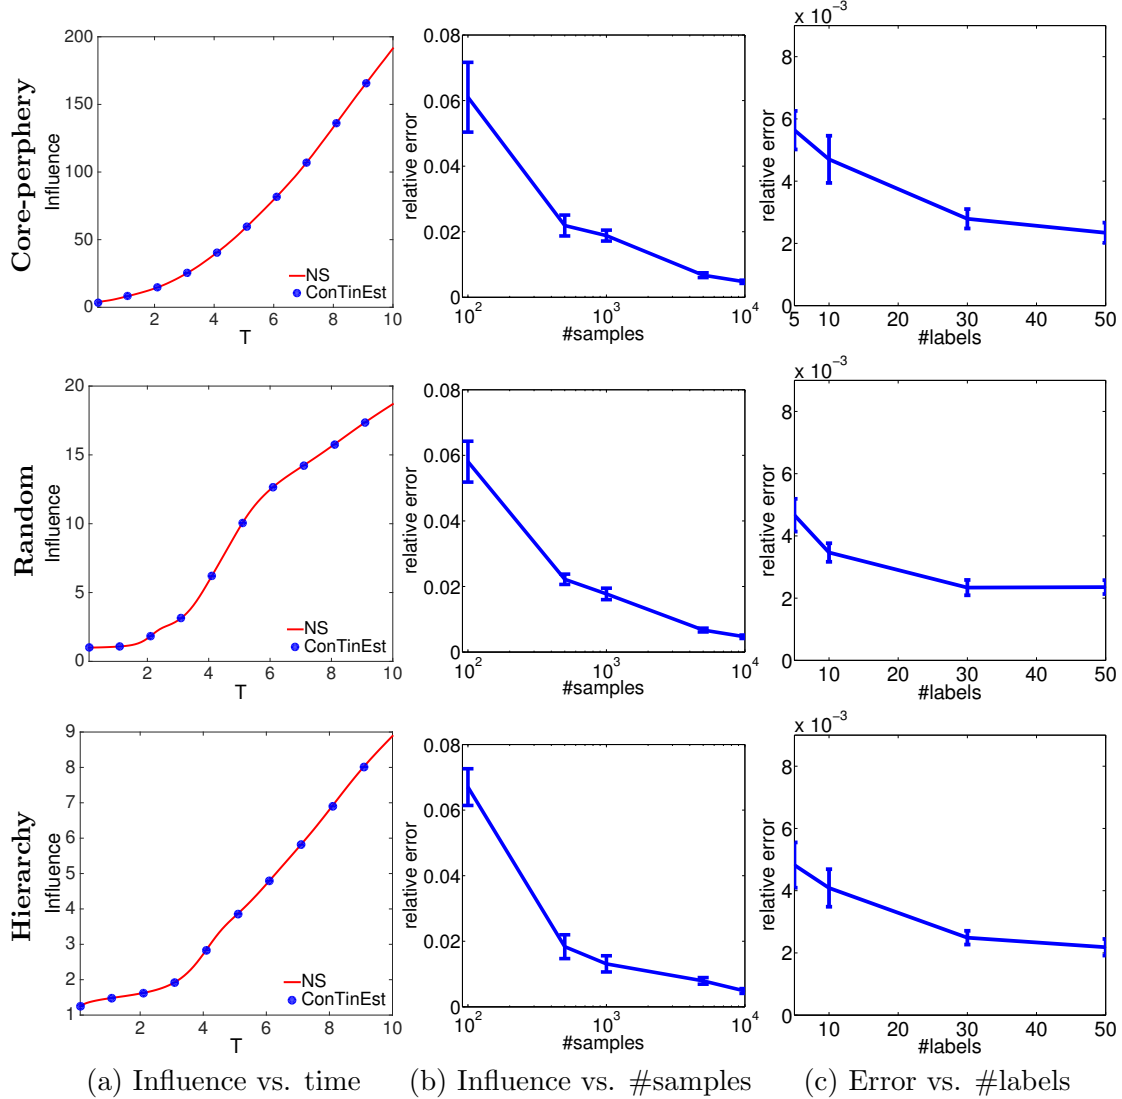 Core-perphery
200
150
100
50
0
Influence
2 4 6 8 10
T
NS
ConTinEst
0.08
0.06
0.04
0.02
0
relative error
10^2 10^3 10^4
#samples
x 10^-3
8
6
4
2
0
relative error
5 10 20 30 40 50
#labels
Random
20
15
10
5
0
Influence
2 4 6 8 10
T
NS
ConTinEst
0.08
0.06
0.04
0.02
0
relative error
10^2 10^3 10^4
#samples
x 10^-3
8
6
4
2
0
relative error
10 20 30 40 50
#labels
Hierarchy
9
8
7
6
5
4
3
2
1
Influence
2 4 6 8 10
T
NS
ConTinEst
0.08
0.06
0.04
0.02
0
relative error
10^2 10^3 10^4
#samples
x 10^-3
8
6
4
2
0
relative error
10 20 30 40 50
#labels
(a) Influence vs. time (b) Influence vs. #samples (c) Error vs. #labels